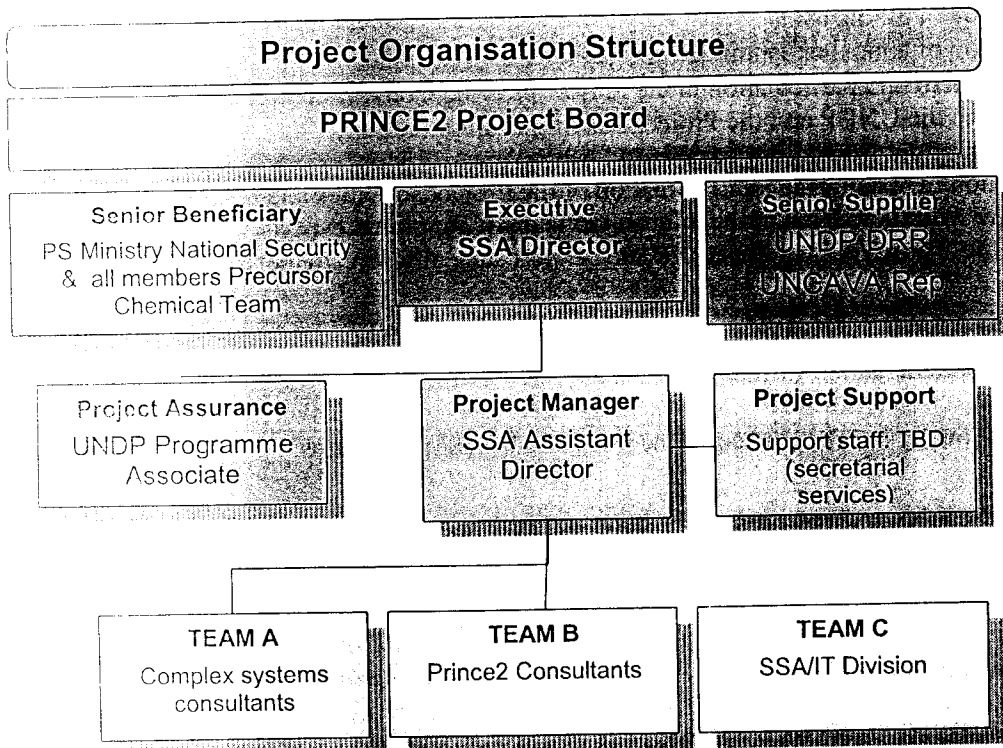 Project Organisation Structure
PRINCE2 Project Board
Senior Beneficiary
PS Ministry National Security
& all members Precursor
Chemical Team
Executive
SSA Director
Senior Supplier
UNDP DRR
UNCAVA Rep
Project Assurance
UNDP Programme
Associate
Project Manager
SSA Assistant
Director
Project Support
Support staff: TBD
(secretarial
services)
TEAM A
Complex systems
consultants
TEAM B
Prince2 Consultants
TEAM C
SSA/IT Division